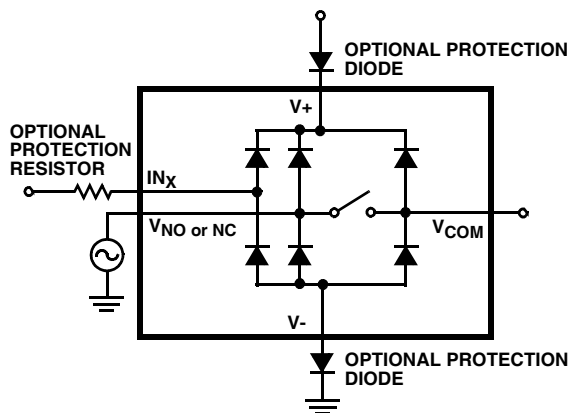 OPTIONAL PROTECTION
DIODE
V+
OPTIONAL
PROTECTION
RESISTOR
INX
VNO or NC
VCOM
V-
OPTIONAL PROTECTION
DIODE